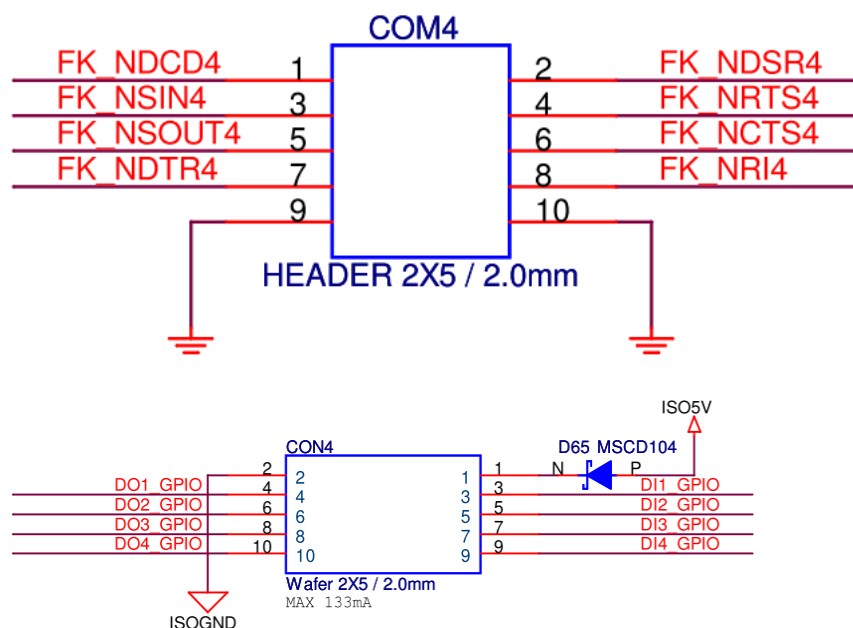 COM4
FK_NDCD4 1 2 FK_NDSR4
FK_NSIN4 3 4 FK_NRTS4
FK_NSOUT4 5 6 FK_NCTS4
FK_NDTR4 7 8 FK_NRI4
9 10
HEADER 2X5 / 2.0mm
ISO5V
CON4 D65 MSCD104
2 2 1 1 N P
DO1_GPIO 4 4 3 3 DI1_GPIO
DO2_GPIO 6 6 5 5 DI2_GPIO
DO3_GPIO 8 8 7 7 DI3_GPIO
DO4_GPIO 10 10 9 9 DI4_GPIO
Wafer 2X5 / 2.0mm
MAX 133mA
ISOGND